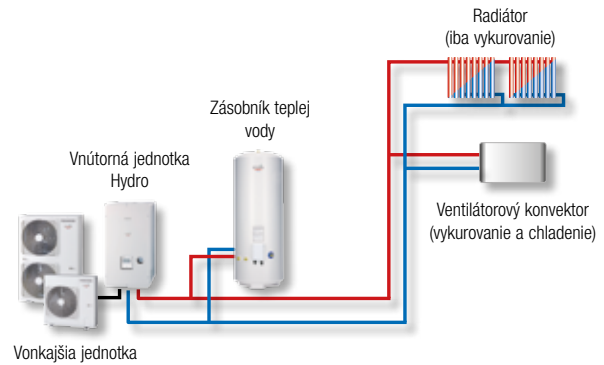 Radiátor
(iba vykurovanie)
Zásobník teplej
vody
Vnútorná jednotka
Hydro
Ventilátorový konvektor
(vykurovanie a chladenie)
Vonkajšia jednotka